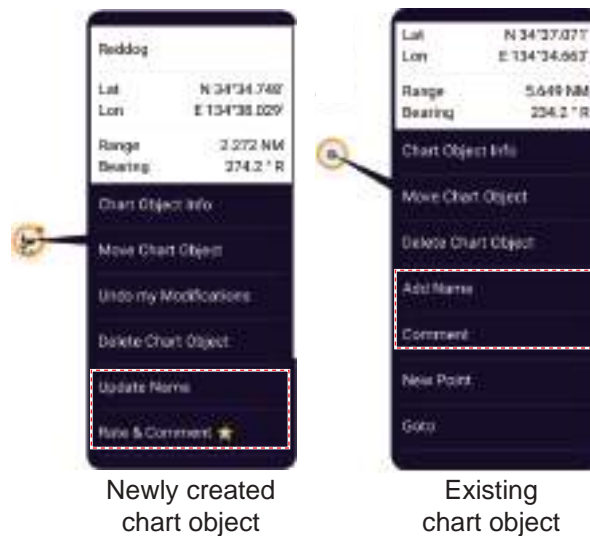 Reddog
Lat N 34°34.748'
Lon E 134°38.029'
Range 2.272 NM
Bearing 274.2 ° R
Chart Object Info
Move Chart Object
Undo my Modifications
Delete Chart Object
Update Name
Rate & Comment ★
Newly created
chart object
Lat N 34°37.071'
Lon E 134°34.663'
Range 5.649 NM
Bearing 234.2 ° R
Chart Object Info
Move Chart Object
Delete Chart Object
Add Name
Comment
New Point
Goto
Existing
chart object